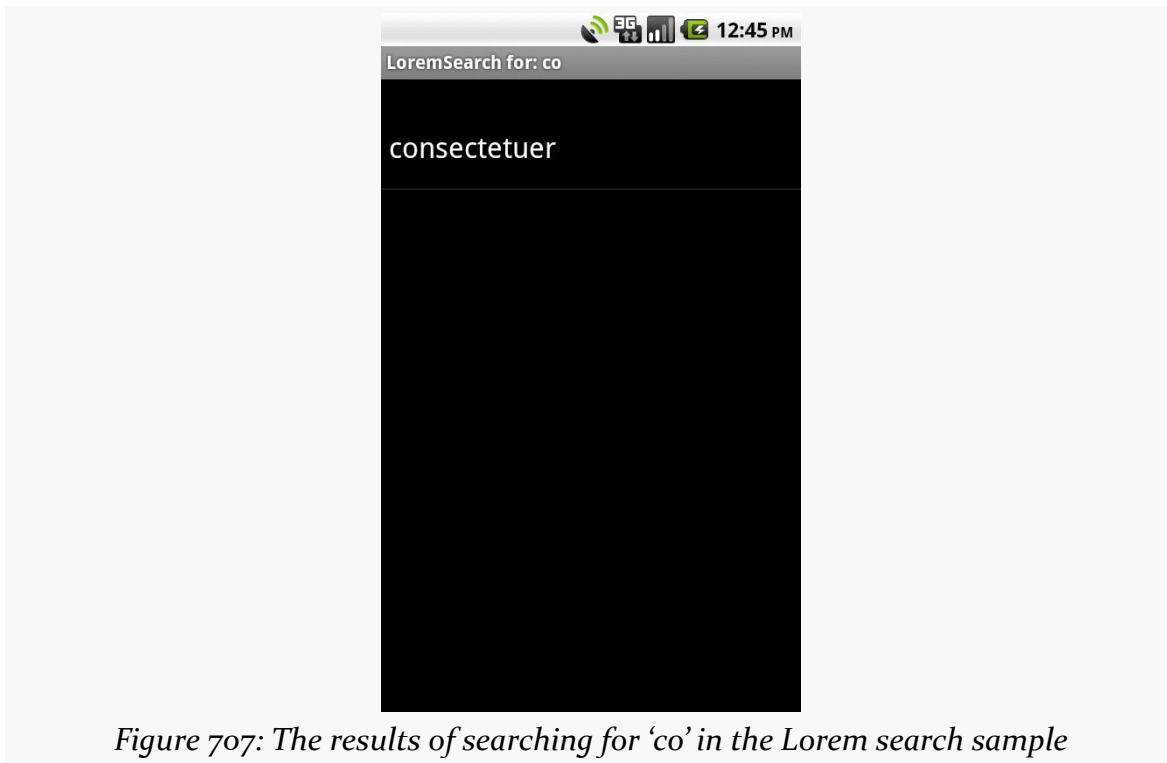 3G 12:45 PM
LoremSearch for: co
consectetuer
Figure 707: The results of searching for ‘co’ in the Lorem search sample